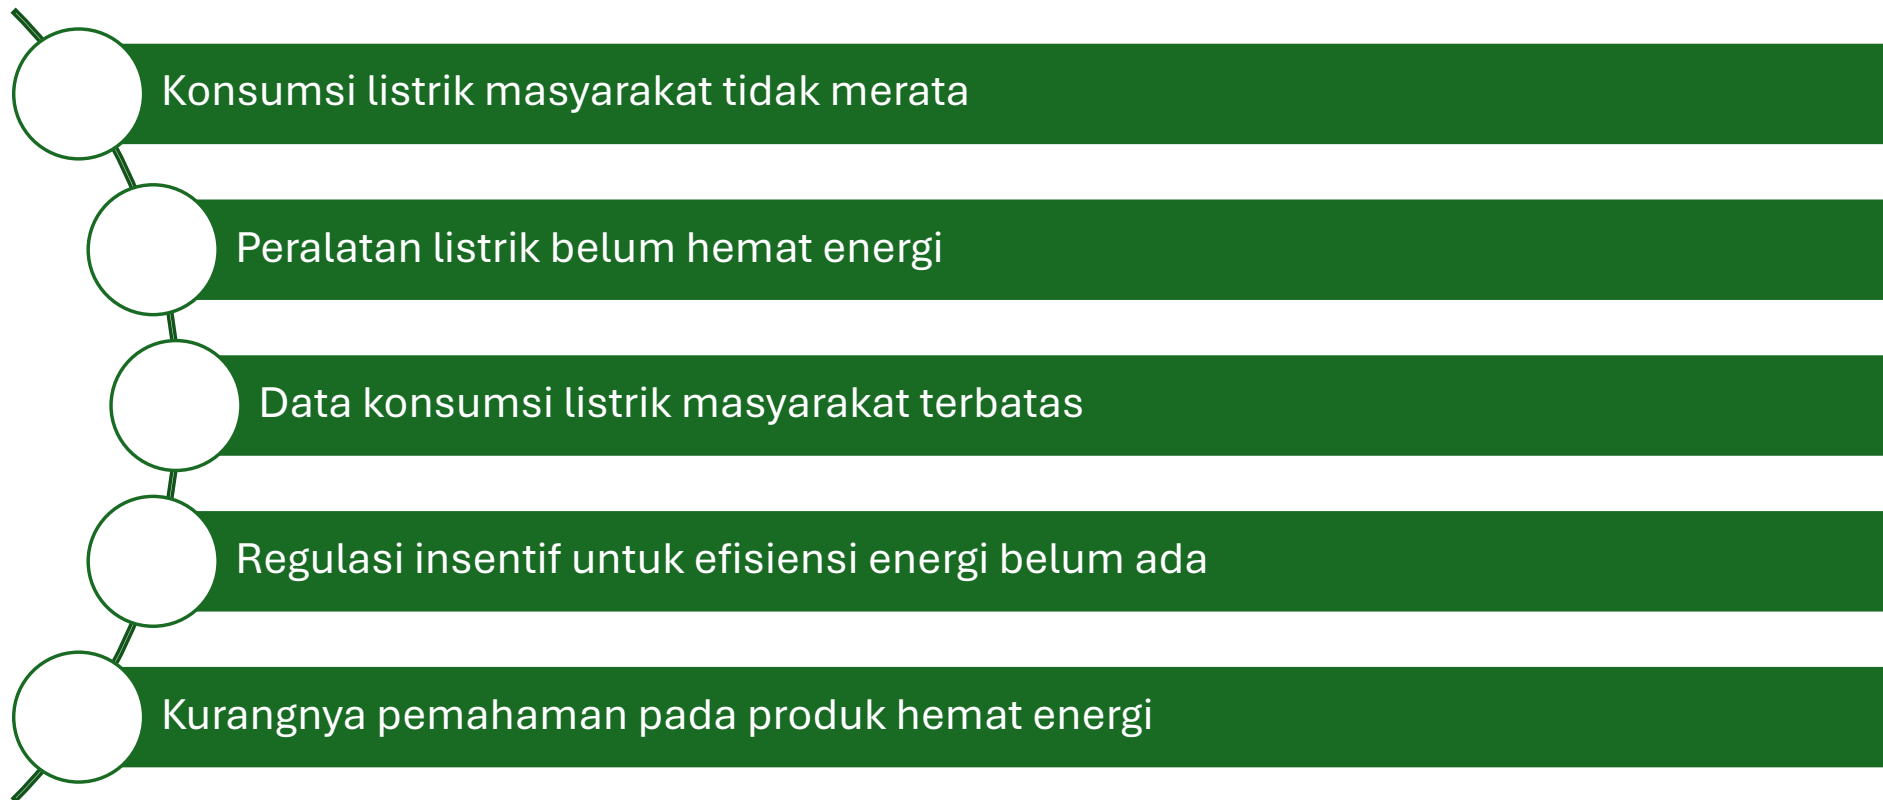 Konsumsi listrik masyarakat tidak merata
Peralatan listrik belum hemat energi
Data konsumsi listrik masyarakat terbatas
Regulasi insentif untuk efisiensi energi belum ada
Kurangnya pemahaman pada produk hemat energi